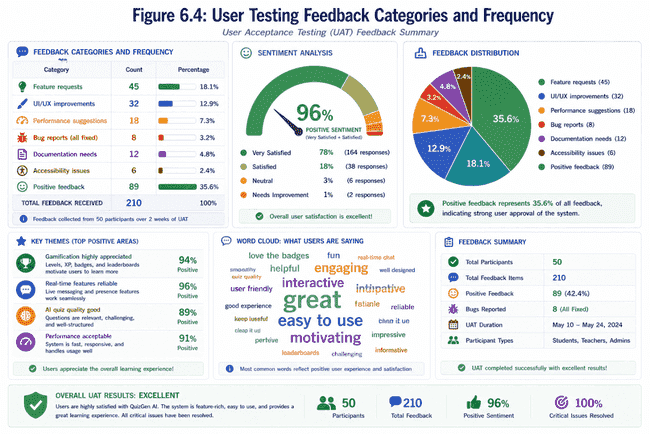 Figure 6.4: User Testing Feedback Categories and Frequency
User Acceptance Testing (UAT) Feedback Summary
FEEDBACK CATEGORIES AND FREQUENCY
Category Count Percentage
Feature requests 45 18.1%
UI/UX improvements 32 12.9%
Performance suggestions 18 7.3%
Bug reports (all fixed) 8 3.2%
Documentation needs 12 4.8%
Accessibility issues 6 2.4%
Positive feedback 89 35.6%
TOTAL FEEDBACK RECEIVED 210 100%
Feedback collected from 50 participants over 2 weeks of UAT
SENTIMENT ANALYSIS
96%
POSITIVE SENTIMENT
(Very Satisfied + Satisfied)
Very Satisfied 78% (164 responses)
Satisfied 18% (38 responses)
Neutral 3% (6 responses)
Needs Improvement 1% (2 responses)
Overall user satisfaction is excellent!
FEEDBACK DISTRIBUTION
35.6%
18.1%
12.9%
7.3%
3.2%
4.8%
2.4%
Feature requests (45)
UI/UX improvements (32)
Performance suggestions (18)
Bug reports (8)
Documentation needs (12)
Accessibility issues (6)
Positive feedback (89)
Positive feedback represents 35.6% of all feedback,
indicating strong user approval of the system.
KEY THEMES (TOP POSITIVE AREAS)
Gamification highly appreciated
Levels, XP, badges, and leaderboards
motivate users to learn more
94%
Positive
Real-time features reliable
Live messaging and presence features
work seamlessly
96%
Positive
AI quiz quality good
Questions are relevant, challenging,
and well-structured
89%
Positive
Performance acceptable
System is fast, responsive, and
handles usage well
91%
Positive
Users appreciate the overall learning experience!
WORD CLOUD: WHAT USERS ARE SAYING
love the badges fun real-time chat
empathy helpful engaging well designed
quiz quality
user friendly interactive
good experience great reliable
easy to use
motivating impressive
leaderboards challenging informative
Most common words reflect positive user experience and satisfaction
FEEDBACK SUMMARY
Total Participants 50
Total Feedback Items 210
Positive Feedback 89 (42.4%)
Bugs Reported 8 (All Fixed)
UAT Duration May 10 – May 24, 2024
Participant Types Students, Teachers, Admins
UAT completed successfully with excellent results!
OVERALL UAT RESULTS: EXCELLENT
Users are highly satisfied with QuizGen AI. The system is feature-rich, easy to use, and provides a
great learning experience. All critical issues have been resolved.
50
Participants
210
Total Feedback
96%
Positive Sentiment
100%
Critical Issues Resolved